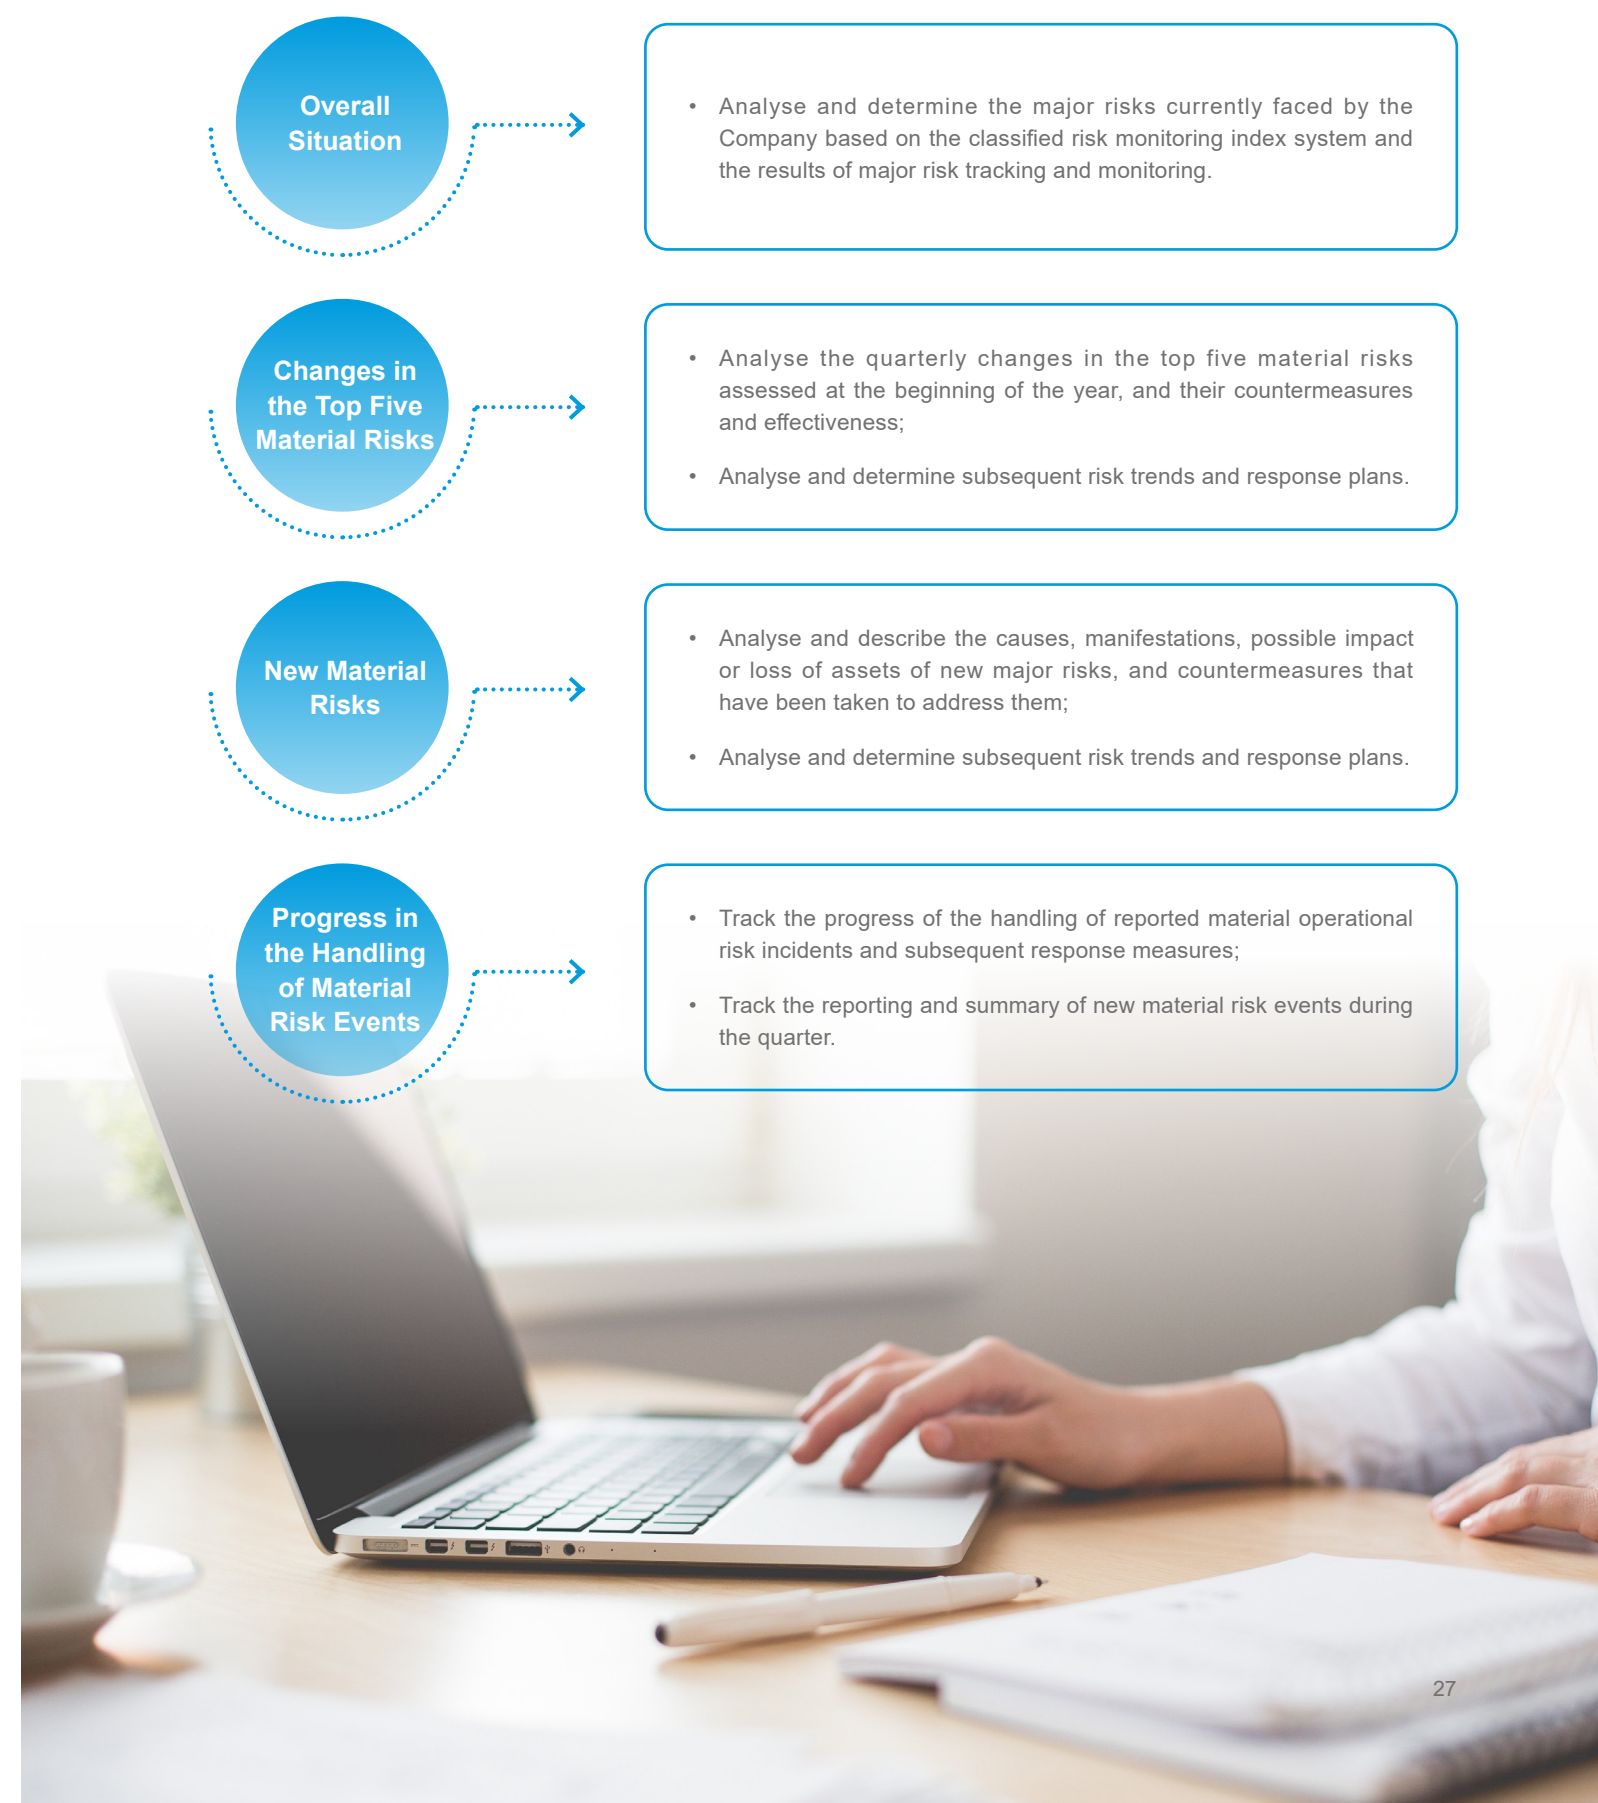 Overall
Situation
• Analyse and determine the major risks currently faced by the
Company based on the classified risk monitoring index system and
the results of major risk tracking and monitoring.
Changes in
the Top Five
Material Risks
• Analyse the quarterly changes in the top five material risks
assessed at the beginning of the year, and their countermeasures
and effectiveness;
• Analyse and determine subsequent risk trends and response plans.
New Material
Risks
• Analyse and describe the causes, manifestations, possible impact
or loss of assets of new major risks, and countermeasures that
have been taken to address them;
• Analyse and determine subsequent risk trends and response plans.
Progress in
the Handling
of Material
Risk Events
• Track the progress of the handling of reported material operational
risk incidents and subsequent response measures;
• Track the reporting and summary of new material risk events during
the quarter.
27